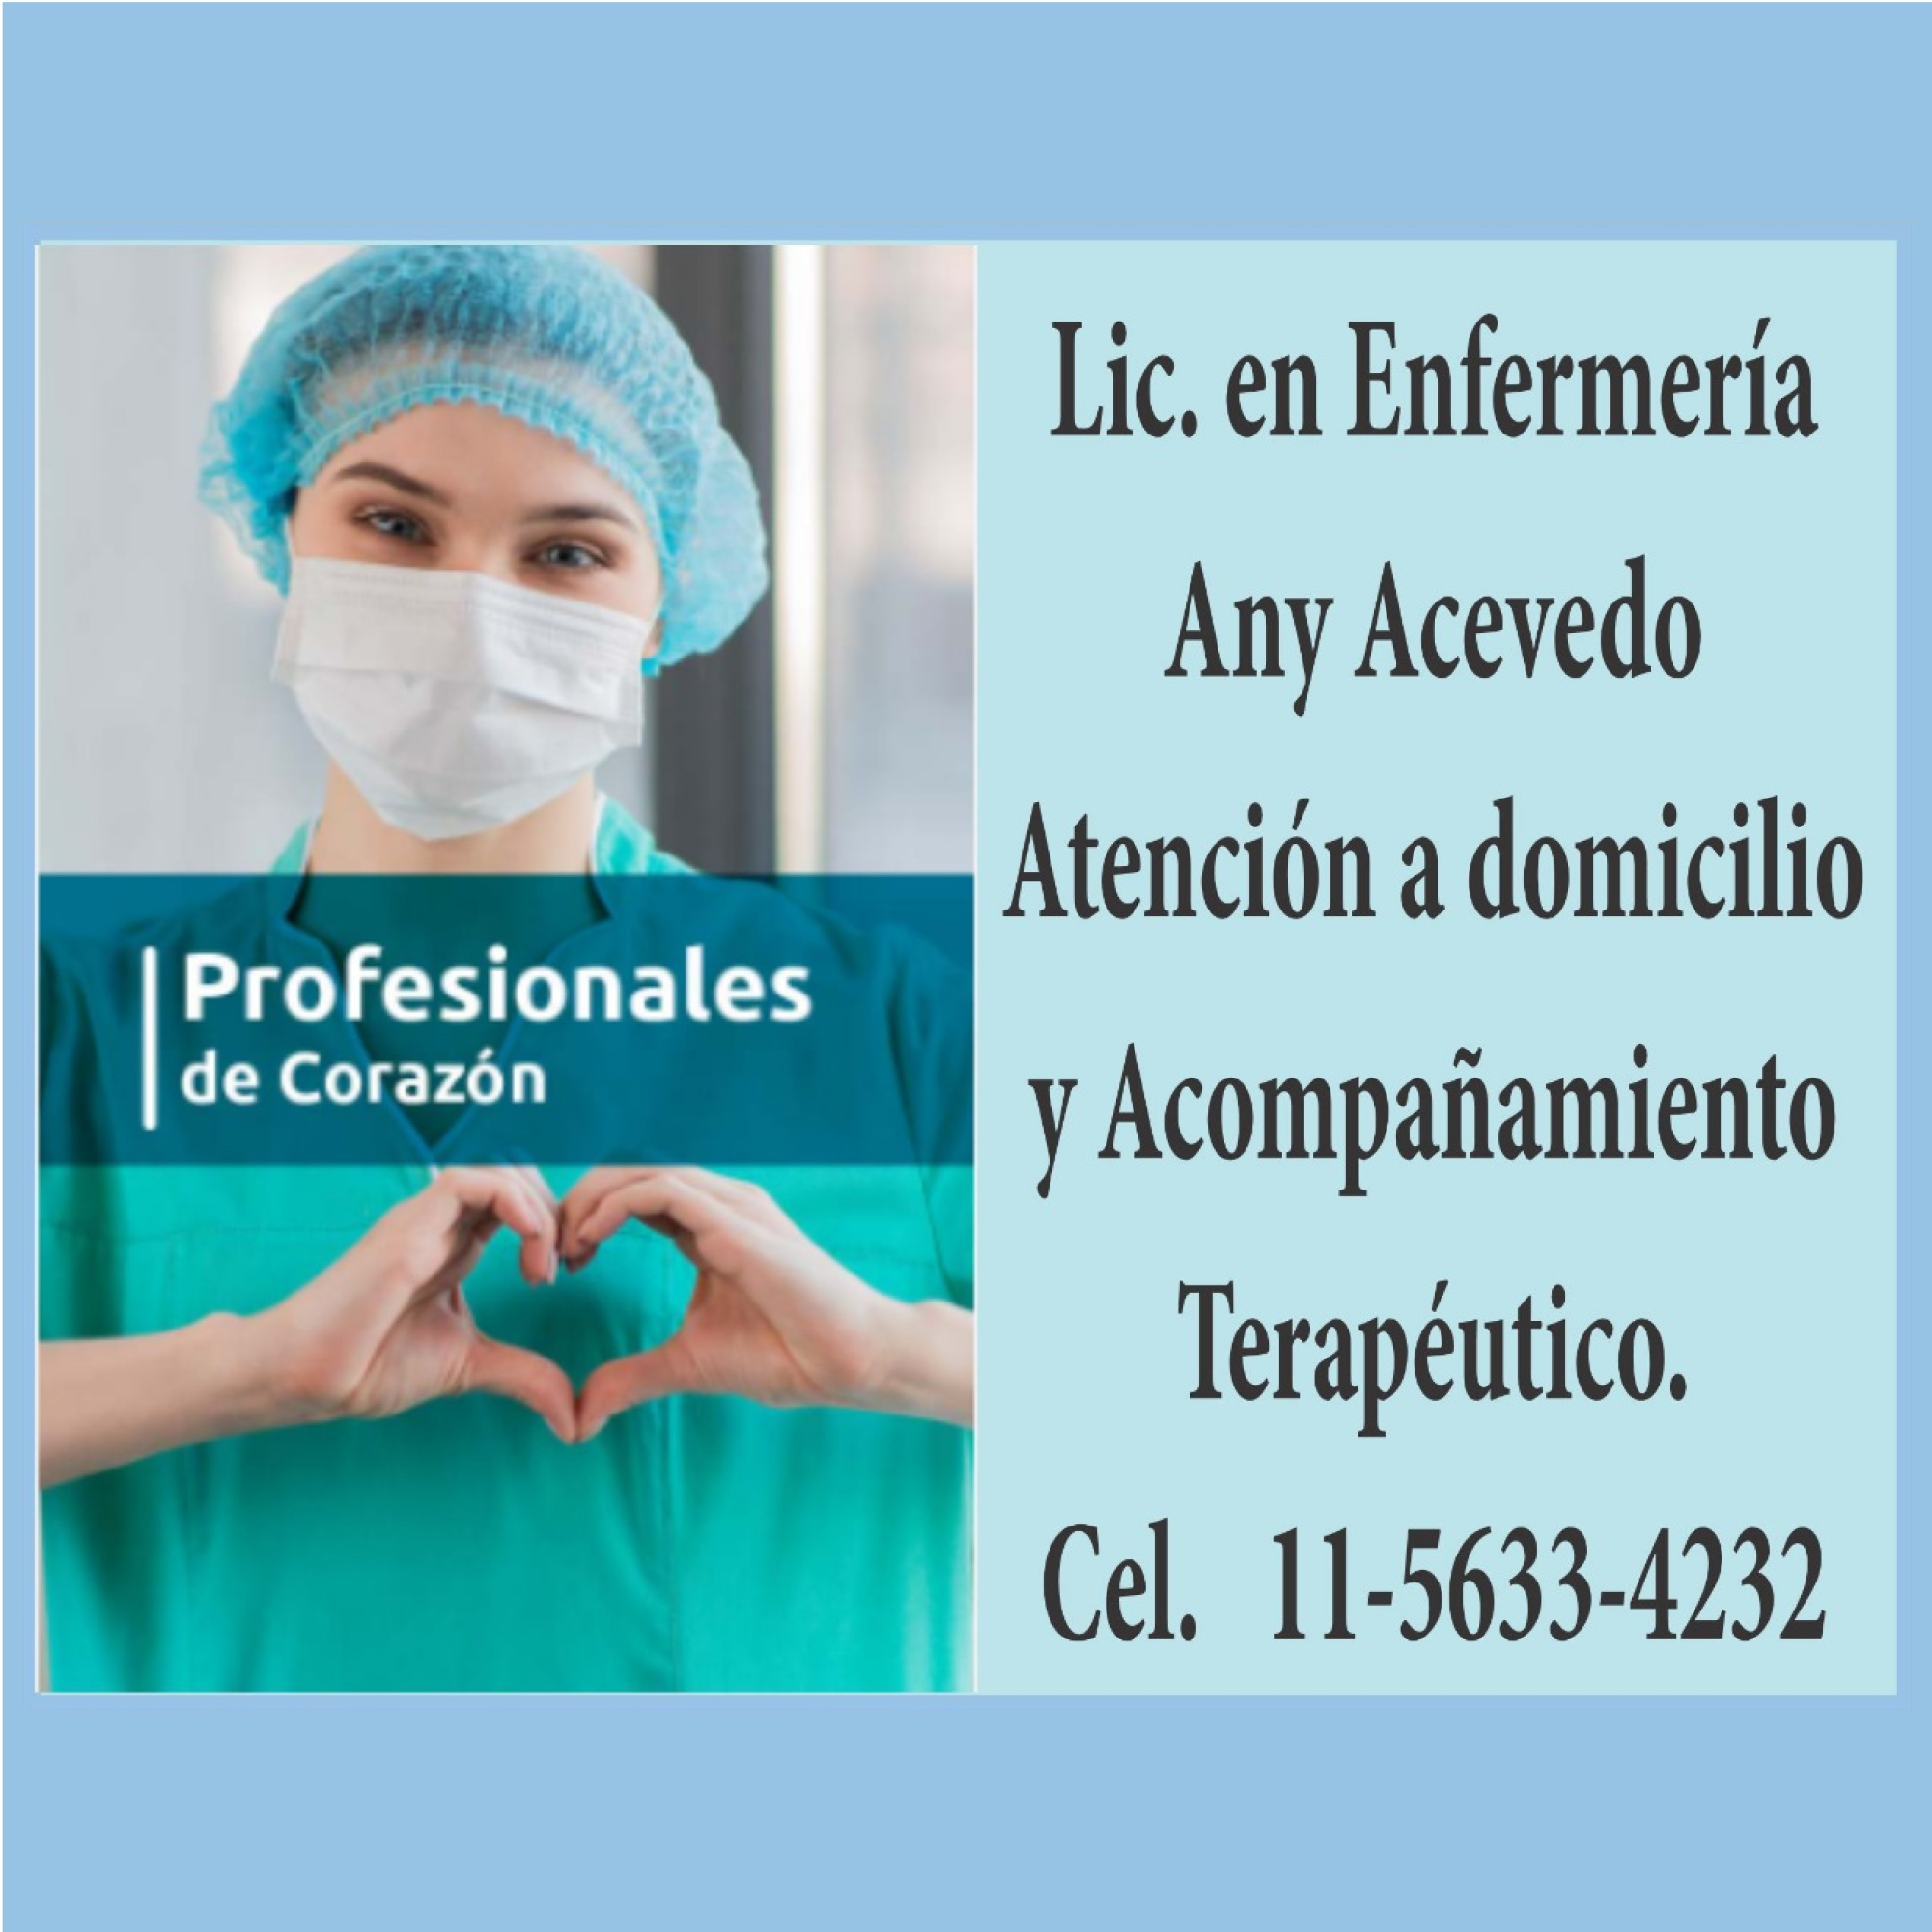 Profesionales
de Corazón
Lic. en Enfermería
Any Acevedo
Atención a domicilio
y Acompañamiento
Terapéutico.
Cel. 11-5633-4232